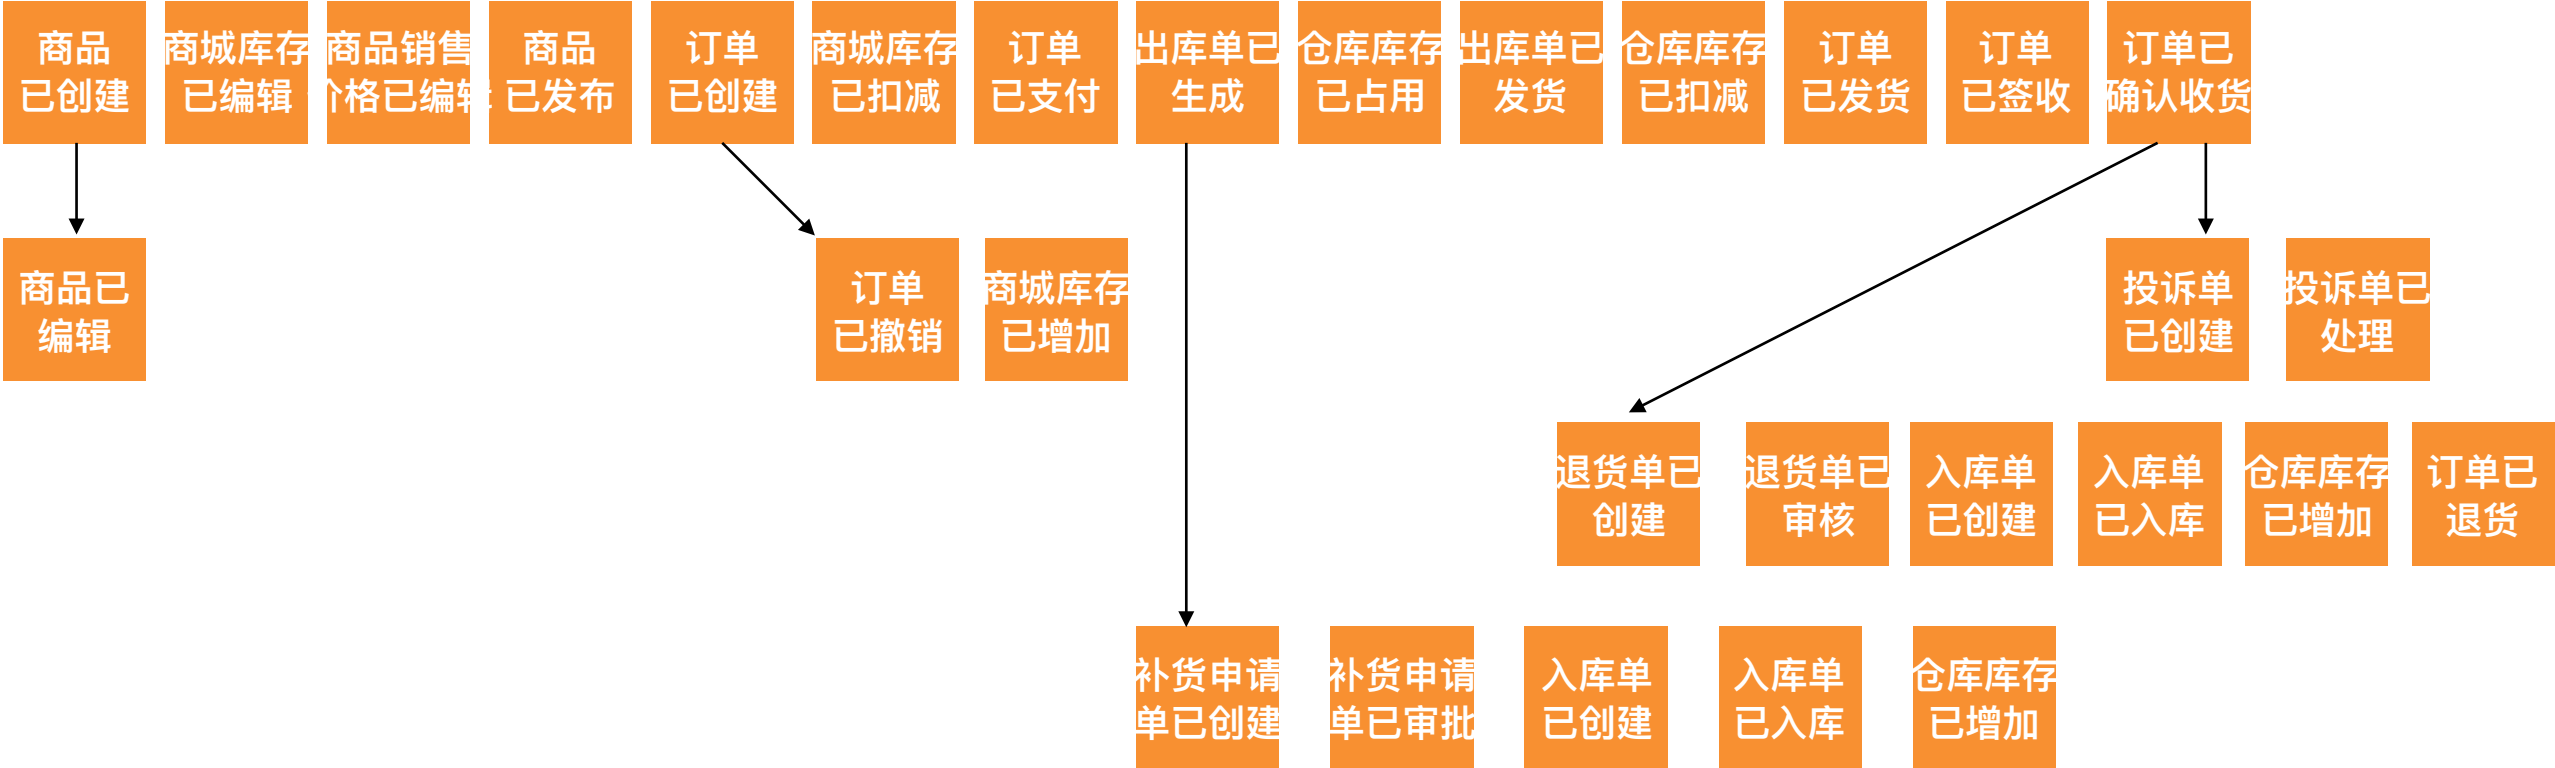 商品
已创建
商城库存
已编辑
商品销售
价格已编辑
商品
已发布
订单
已创建
商城库存
已扣减
订单
已支付
出库单已
生成
仓库库存
已占用
出库单已
发货
仓库库存
已扣减
订单
已发货
订单
已签收
订单已
确认收货
商品已
编辑
订单
已撤销
商城库存
已增加
投诉单
已创建
投诉单已
处理
退货单已
创建
退货单已
审核
入库单
已创建
入库单
已入库
仓库库存
已增加
订单已
退货
补货申请
单已创建
补货申请
单已审批
入库单
已创建
入库单
已入库
仓库库存
已增加